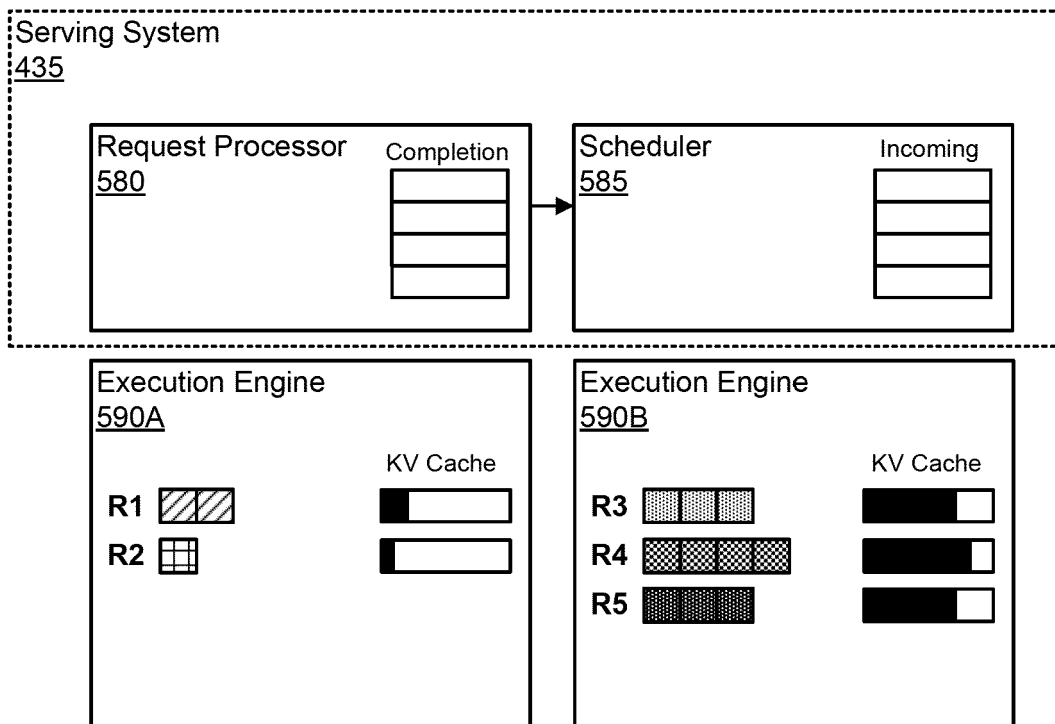 Serving System
435
Request Processor
580
Completion
Scheduler
585
Incoming
Execution Engine
590A
KV Cache
R1
R2
Execution Engine
590B
KV Cache
R3
R4
R5